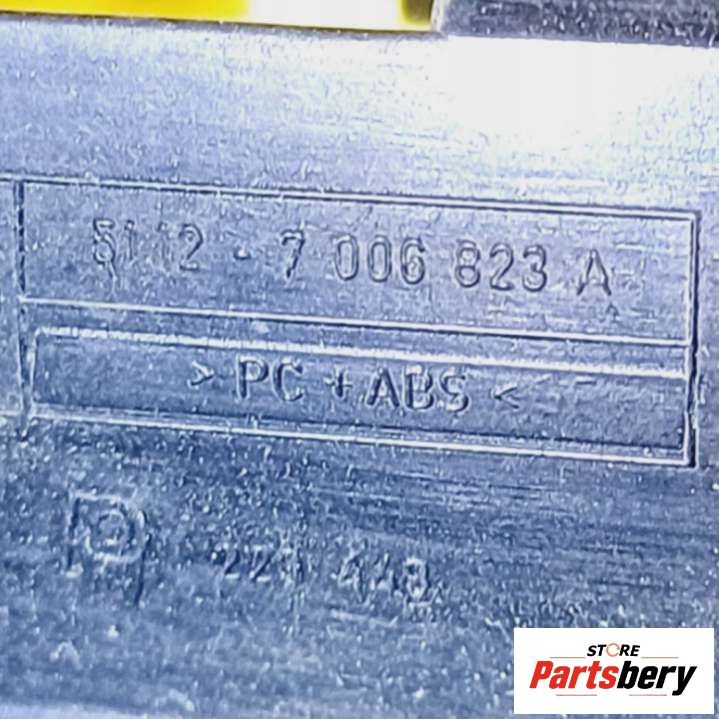 5112 - 7 006 823 A
> PC + ABS <
STORE
Partsbery